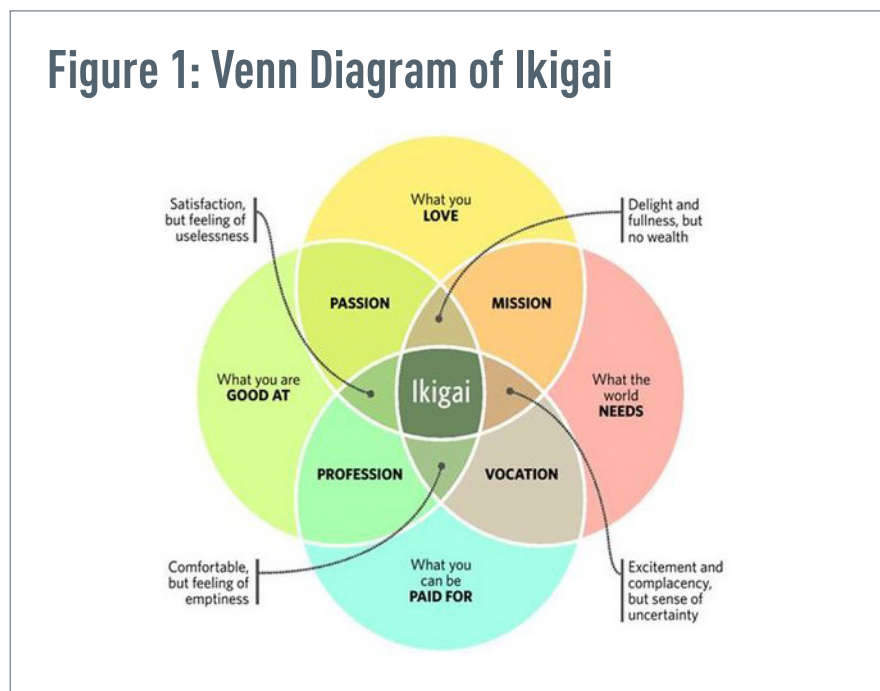 Figure 1: Venn Diagram of Ikigai
What you
LOVE
Satisfaction,
but feeling of
uselessness
Delight and
fullness, but
no wealth
PASSION
MISSION
What you are
GOOD AT
Ikigai
What the
world
NEEDS
PROFESSION
VOCATION
What you
can be
PAID FOR
Comfortable,
but feeling of
emptiness
Excitement and
complacency,
but sense of
uncertainty